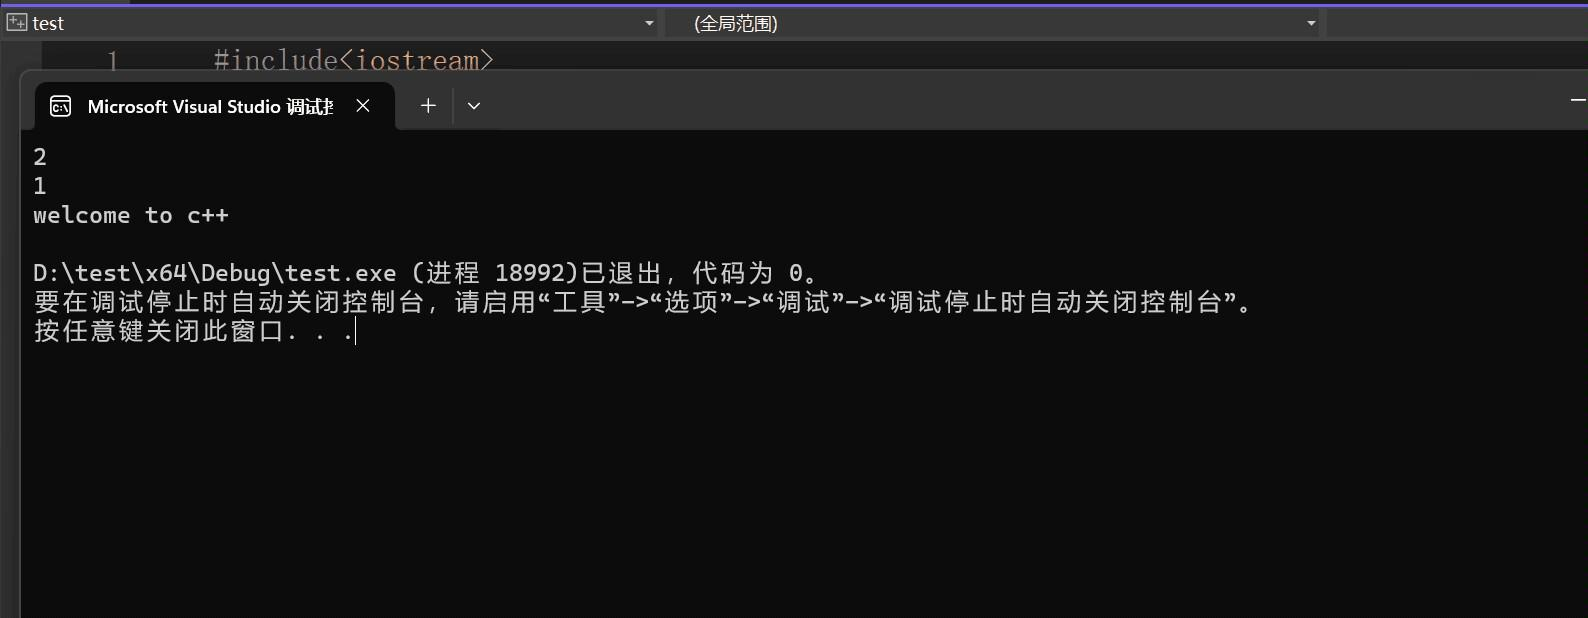 test
(全局范围)
1 #include<iostream>
Microsoft Visual Studio 调试
2
1
welcome to c++
D:\test\x64\Debug\test.exe (进程 18992)已退出，代码为 0。
要在调试停止时自动关闭控制台，请启用“工具”->“选项”->“调试”->“调试停止时自动关闭控制台”。
按任意键关闭此窗口. . .